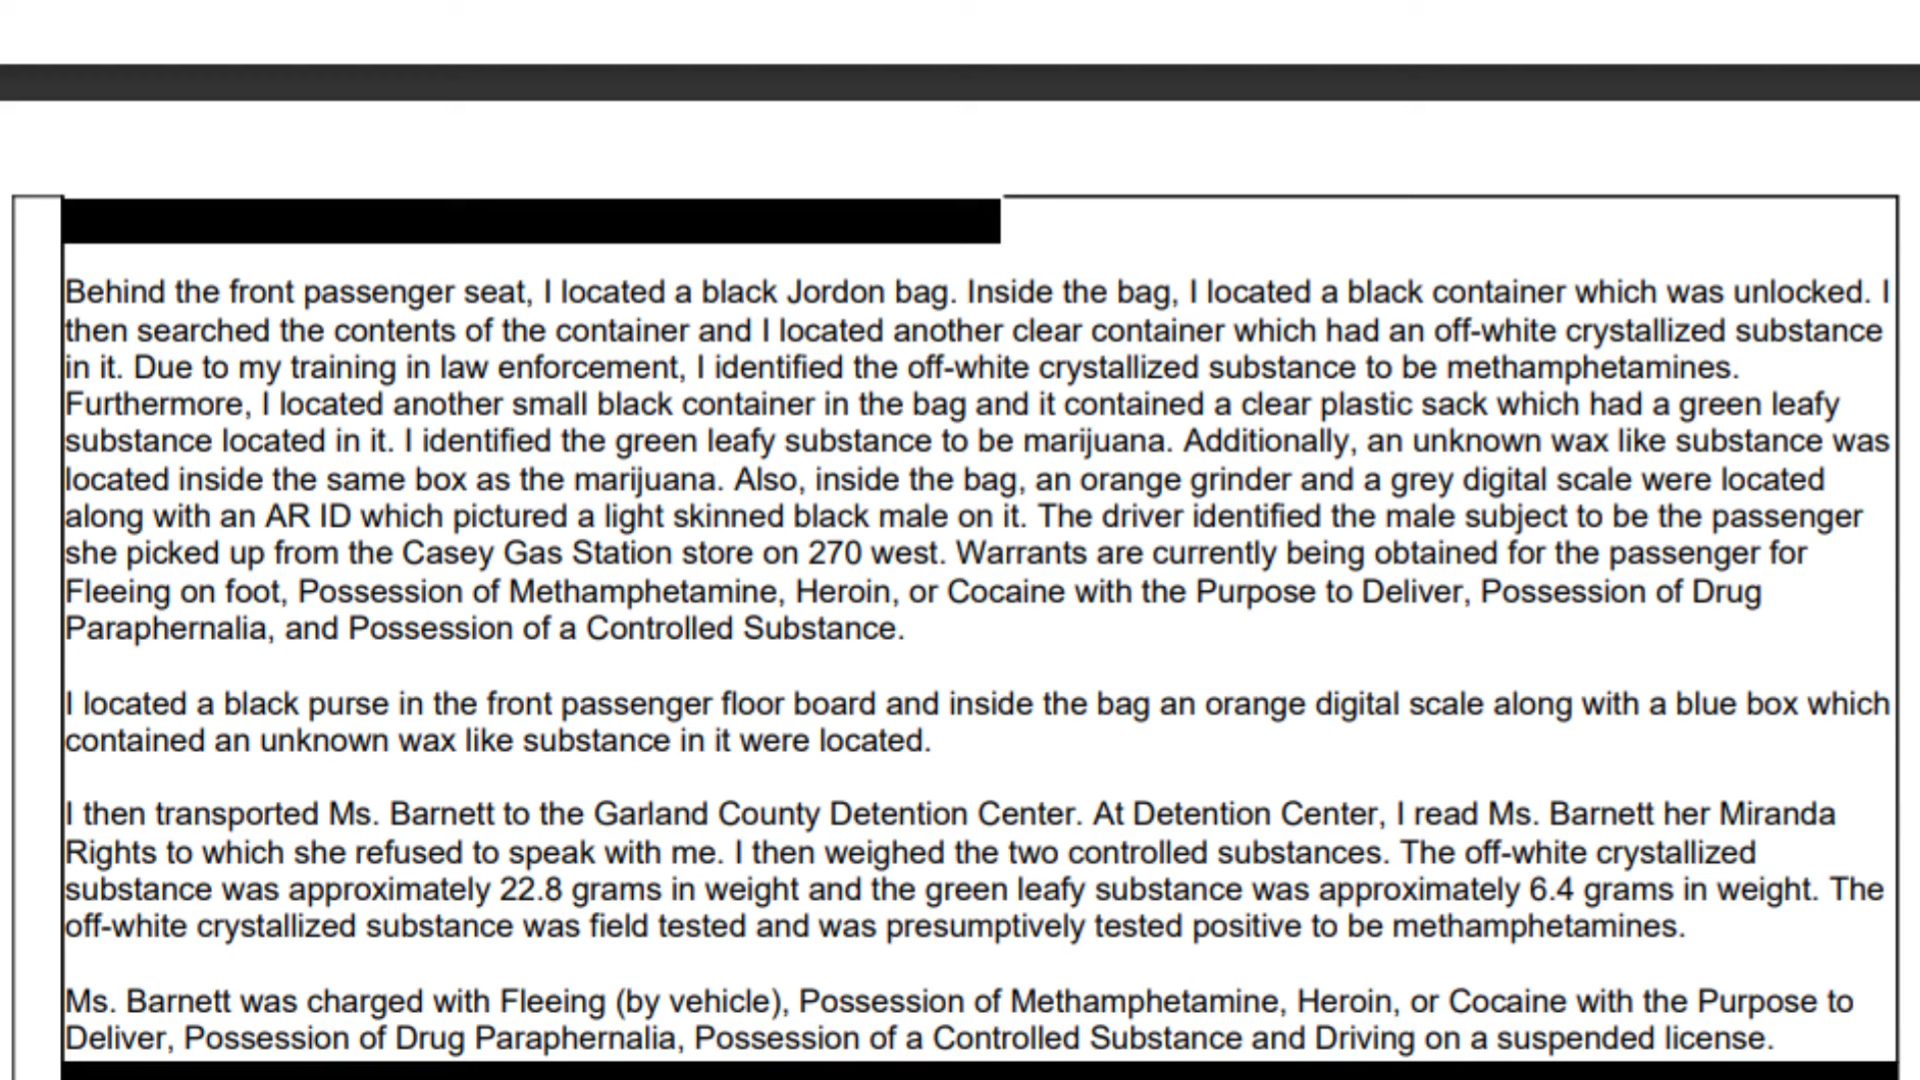 Behind the front passenger seat, I located a black Jordon bag. Inside the bag, I located a black container which was unlocked. I
then searched the contents of the container and I located another clear container which had an off-white crystallized substance
in it. Due to my training in law enforcement, I identified the off-white crystallized substance to be methamphetamines.
Furthermore, I located another small black container in the bag and it contained a clear plastic sack which had a green leafy
substance located in it. I identified the green leafy substance to be marijuana. Additionally, an unknown wax like substance was
located inside the same box as the marijuana. Also, inside the bag, an orange grinder and a grey digital scale were located
along with an AR ID which pictured a light skinned black male on it. The driver identified the male subject to be the passenger
she picked up from the Casey Gas Station store on 270 west. Warrants are currently being obtained for the passenger for
Fleeing on foot, Possession of Methamphetamine, Heroin, or Cocaine with the Purpose to Deliver, Possession of Drug
Paraphernalia, and Possession of a Controlled Substance.
I located a black purse in the front passenger floor board and inside the bag an orange digital scale along with a blue box which
contained an unknown wax like substance in it were located.
I then transported Ms. Barnett to the Garland County Detention Center. At Detention Center, I read Ms. Barnett her Miranda
Rights to which she refused to speak with me. I then weighed the two controlled substances. The off-white crystallized
substance was approximately 22.8 grams in weight and the green leafy substance was approximately 6.4 grams in weight. The
off-white crystallized substance was field tested and was presumptively tested positive to be methamphetamines.
Ms. Barnett was charged with Fleeing (by vehicle), Possession of Methamphetamine, Heroin, or Cocaine with the Purpose to
Deliver, Possession of Drug Paraphernalia, Possession of a Controlled Substance and Driving on a suspended license.